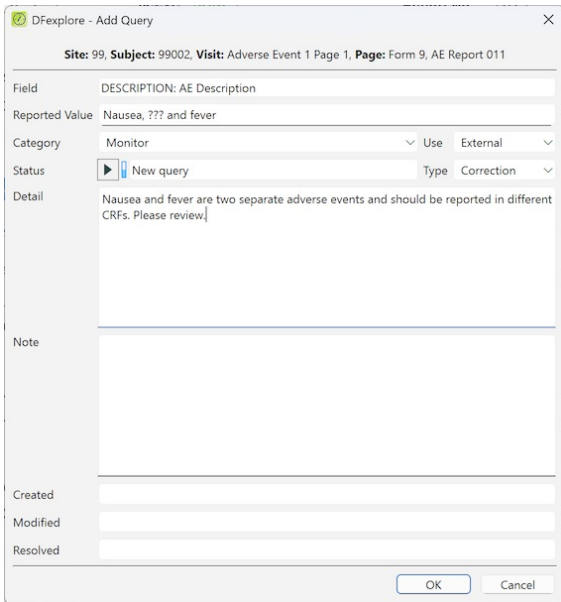 DFexplore - Add Query
Site: 99, Subject: 99002, Visit: Adverse Event 1 Page 1, Page: Form 9, AE Report 011
Field DESCRIPTION: AE Description
Reported Value Nausea, ??? and fever
Category Monitor Use External
Status New query Type Correction
Detail Nausea and fever are two separate adverse events and should be reported in different
CRFs. Please review.
Note
Created
Modified
Resolved
OK Cancel